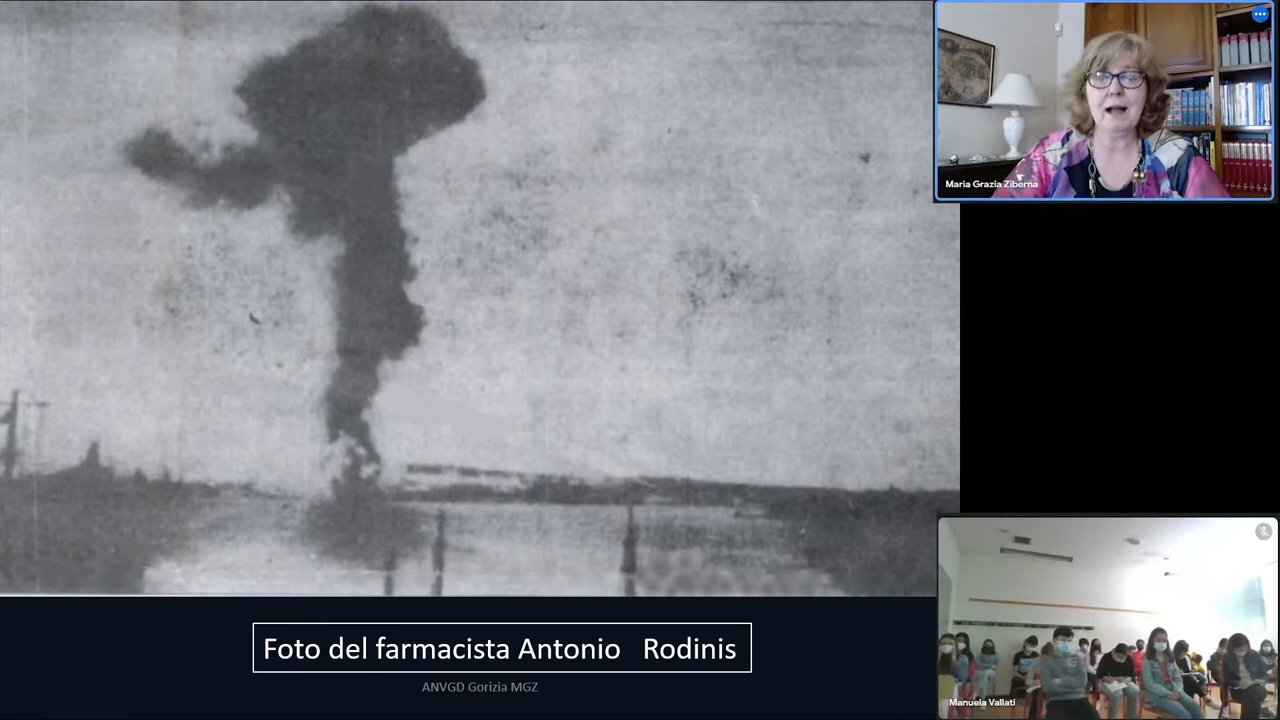 Maria Grazia Ziberna
Foto del farmacista Antonio Rodinis
ANVGD Gorizia MGZ
Manuela Vallati